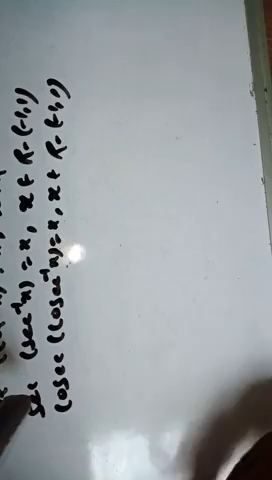 sec (sec⁻¹x) = x, x ∈ R-(-1,1)
cosec (cosec⁻¹x) = x, x ∈ R-(-1,1)